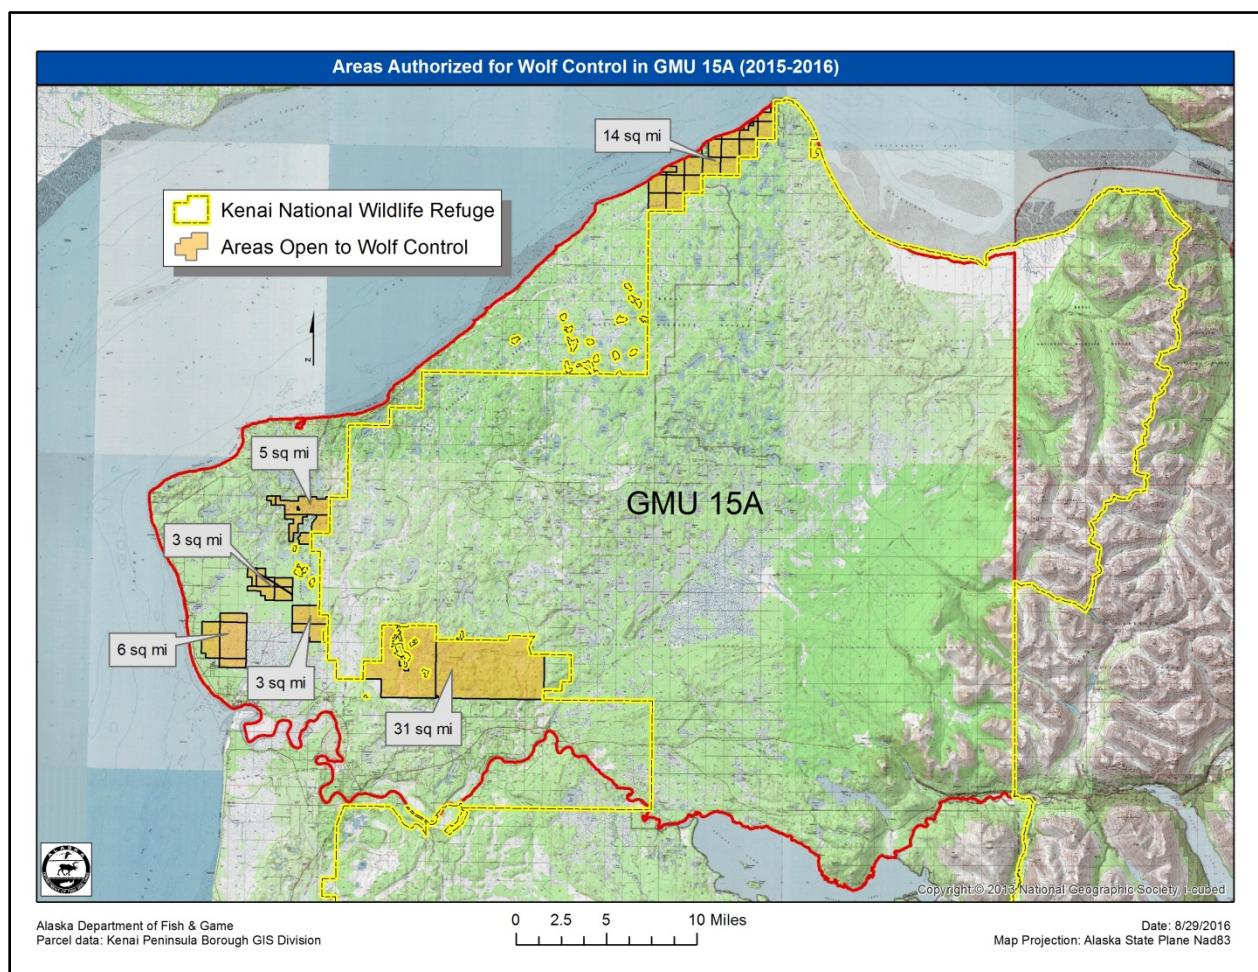 Areas Authorized for Wolf Control in GMU 15A (2015-2016)
14 sq mi
Kenai National Wildlife Refuge
Areas Open to Wolf Control
N
5 sq mi
GMU 15A
3 sq mi
6 sq mi
3 sq mi
31 sq mi
ALASKA
Copyright:© 2013 National Geographic Society, i-cubed
Alaska Department of Fish & Game
Parcel data: Kenai Peninsula Borough GIS Division
0 2.5 5 10 Miles
Date: 8/29/2016
Map Projection: Alaska State Plane Nad83